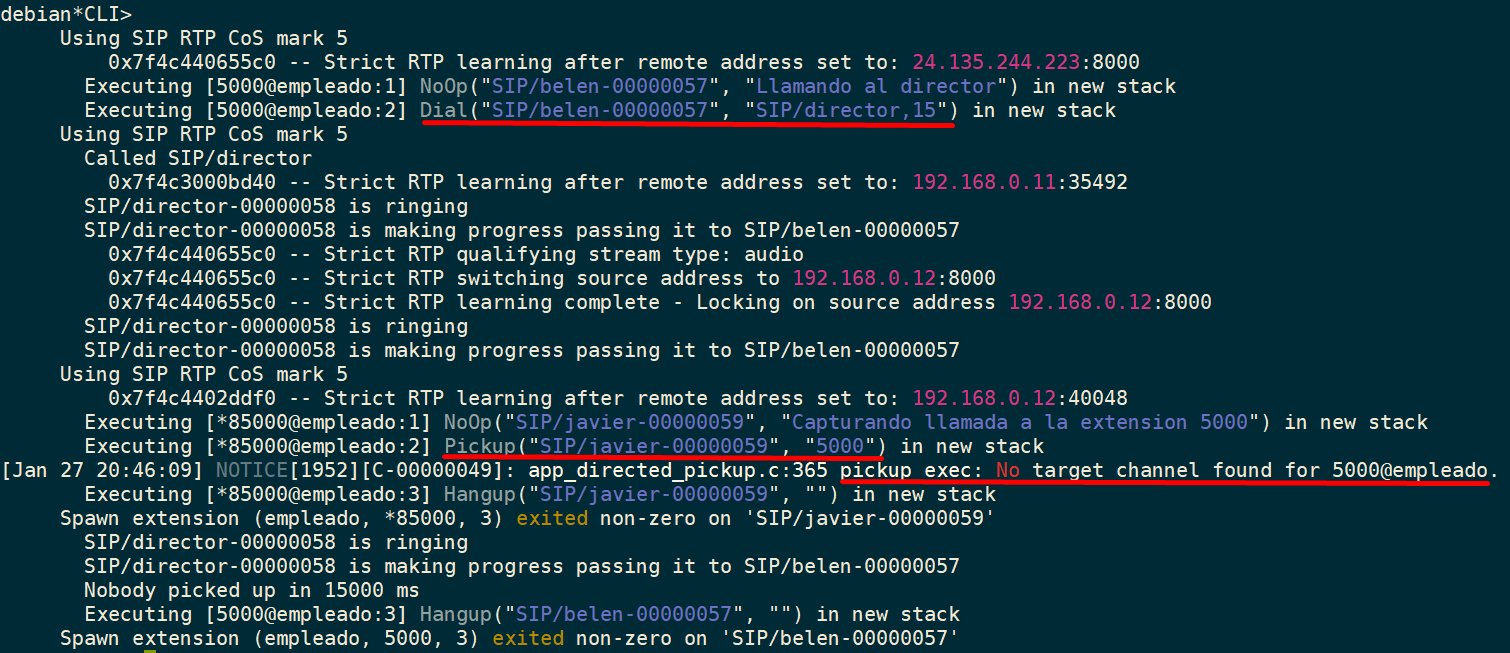 debian*CLI>
Using SIP RTP CoS mark 5
0x7f4c440655c0 -- Strict RTP learning after remote address set to: 24.135.244.223:8000
Executing [5000@empleado:1] NoOp("SIP/belen-00000057", "Llamando al director") in new stack
Executing [5000@empleado:2] Dial("SIP/belen-00000057", "SIP/director,15") in new stack
Using SIP RTP CoS mark 5
Called SIP/director
0x7f4c3000bd40 -- Strict RTP learning after remote address set to: 192.168.0.11:35492
SIP/director-00000058 is ringing
SIP/director-00000058 is making progress passing it to SIP/belen-00000057
0x7f4c440655c0 -- Strict RTP qualifying stream type: audio
0x7f4c440655c0 -- Strict RTP switching source address to 192.168.0.12:8000
0x7f4c440655c0 -- Strict RTP learning complete - Locking on source address 192.168.0.12:8000
SIP/director-00000058 is ringing
SIP/director-00000058 is making progress passing it to SIP/belen-00000057
Using SIP RTP CoS mark 5
0x7f4c4402ddf0 -- Strict RTP learning after remote address set to: 192.168.0.12:40048
Executing [*85000@empleado:1] NoOp("SIP/javier-00000059", "Capturando llamada a la extension 5000") in new stack
Executing [*85000@empleado:2] Pickup("SIP/javier-00000059", "5000") in new stack
[Jan 27 20:46:09] NOTICE[1952][C-00000049]: app_directed_pickup.c:365 pickup_exec: No target channel found for 5000@empleado.
Executing [*85000@empleado:3] Hangup("SIP/javier-00000059", "") in new stack
Spawn extension (empleado, *85000, 3) exited non-zero on 'SIP/javier-00000059'
SIP/director-00000058 is ringing
SIP/director-00000058 is making progress passing it to SIP/belen-00000057
Nobody picked up in 15000 ms
Executing [5000@empleado:3] Hangup("SIP/belen-00000057", "") in new stack
Spawn extension (empleado, 5000, 3) exited non-zero on 'SIP/belen-00000057'